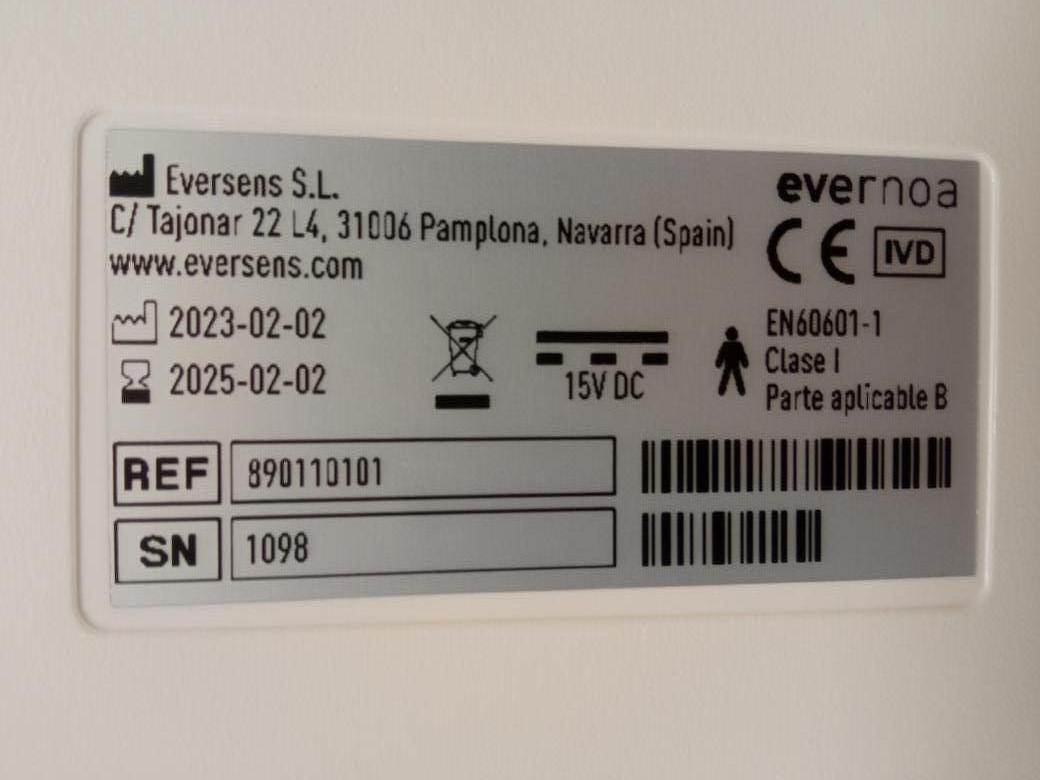 Eversens S.L.
C/ Tajonar 22 L4, 31006 Pamplona, Navarra (Spain)
www.eversens.com
evernoa
CE IVD
2023-02-02
2025-02-02
15V DC
EN60601-1
Clase I
Parte aplicable B
REF 890110101
SN 1098